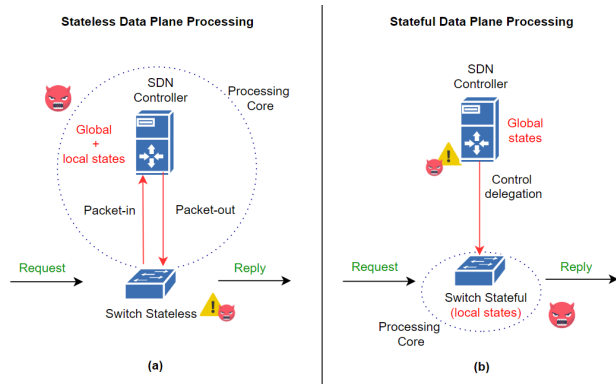 Stateless Data Plane Processing
SDN
Controller
Processing
Core
Global
+
local states
Packet-in
Packet-out
Request
Reply
Switch Stateless
(a)
Stateful Data Plane Processing
SDN
Controller
Global
states
Control
delegation
Request
Reply
Switch Stateful
(local states)
Processing
Core
(b)